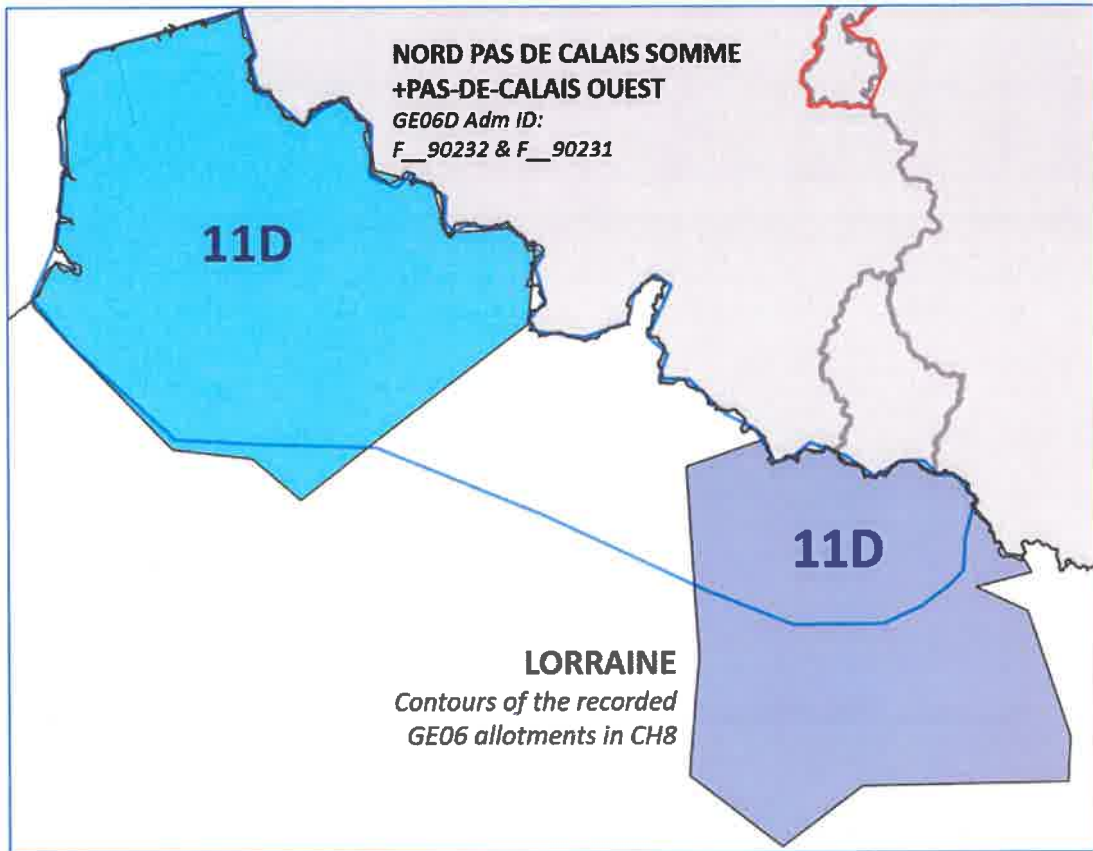 NORD PAS DE CALAIS SOMME
+PAS-DE-CALAIS OUEST
GE06D Adm ID:
F__90232 & F__90231
11D
11D
LORRAINE
Contours of the recorded
GE06 allotments in CH8